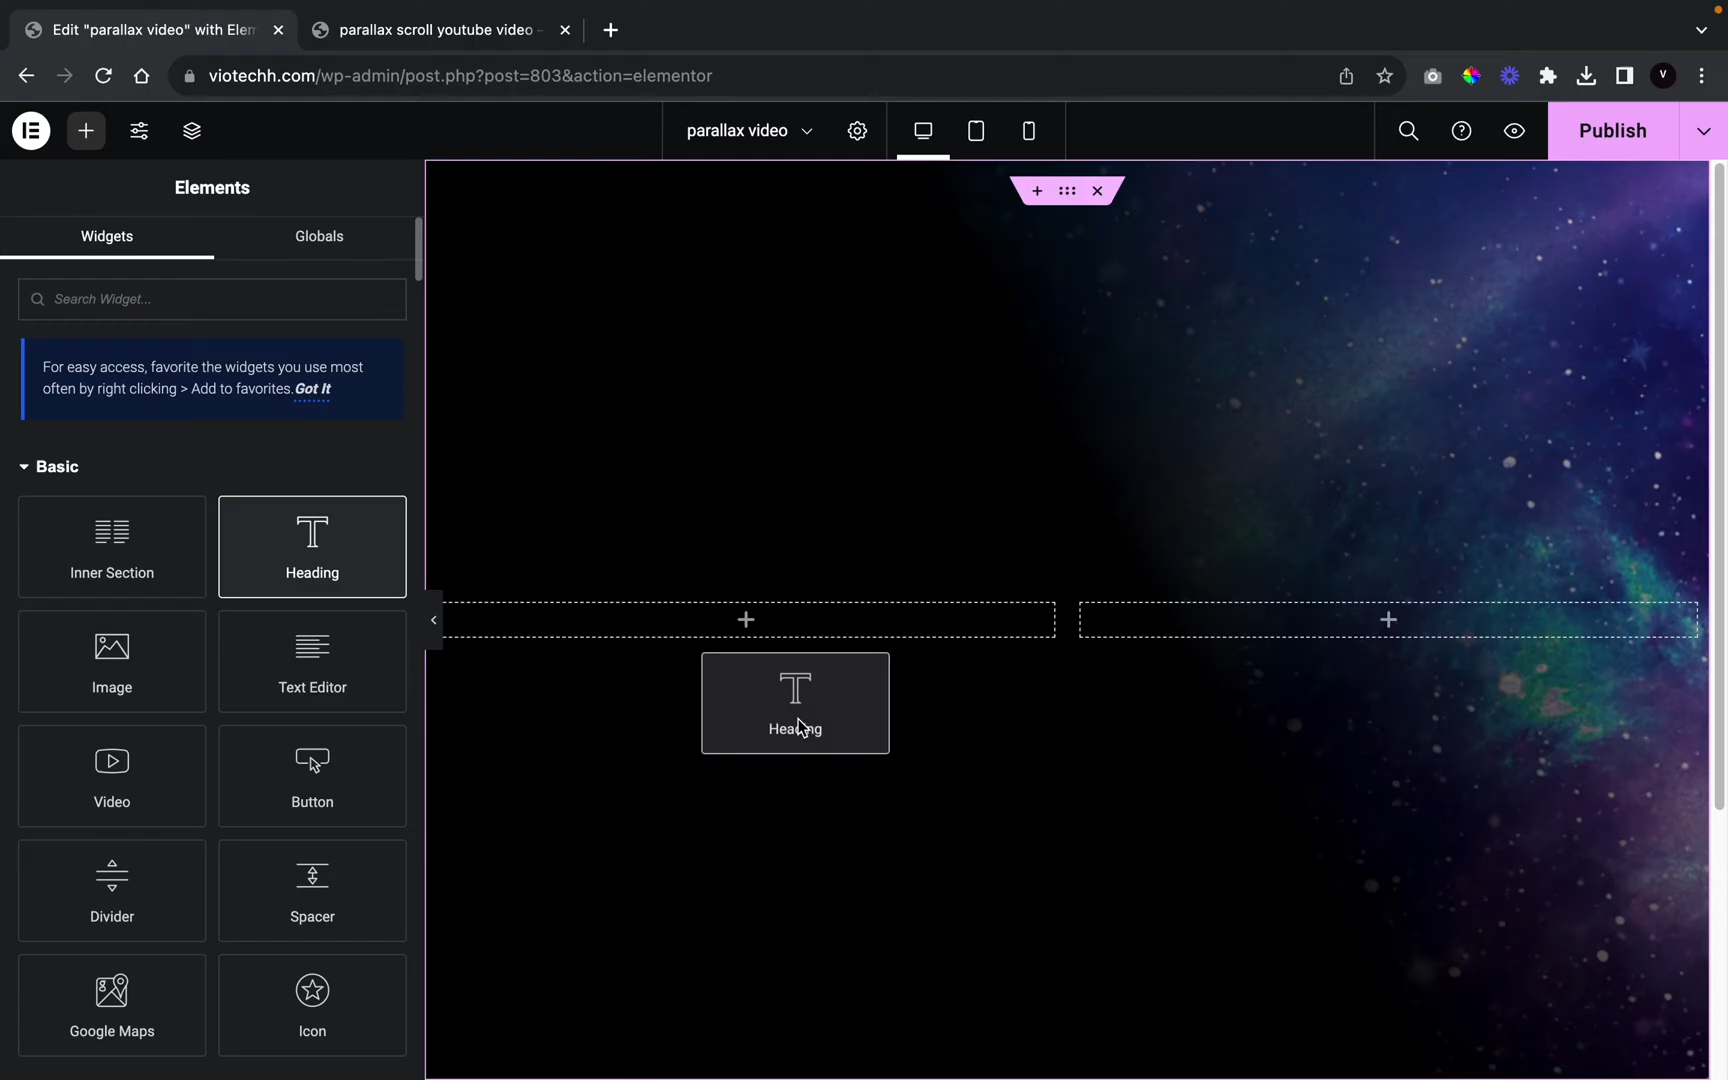 Edit "parallax video" with Elem
parallax scroll youtube video -
viotechh.com/wp-admin/post.php?post=803&action=elementor
V
parallax video
Publish
Elements
Widgets
Globals
Search Widget...
For easy access, favorite the widgets you use most
often by right clicking > Add to favorites. Got It
Basic
Inner Section
Heading
Image
Text Editor
Heading
Video
Button
Divider
Spacer
Google Maps
Icon